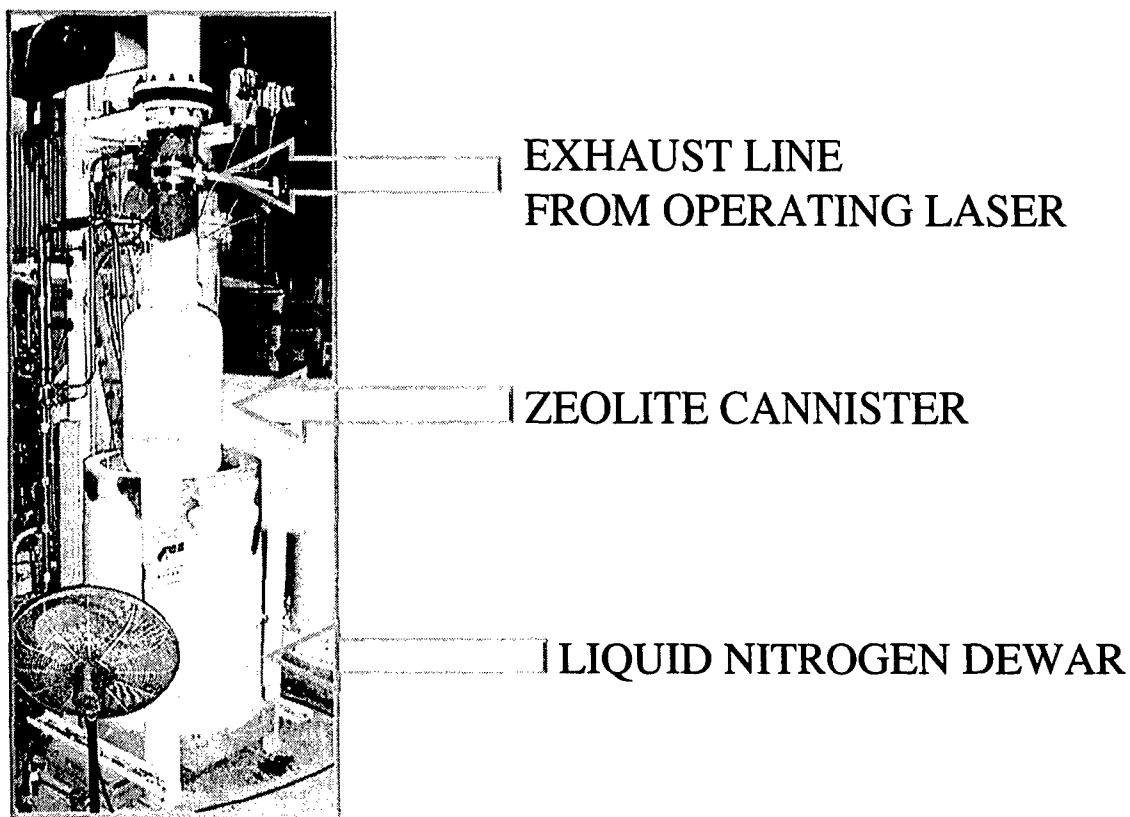 EXHAUST LINE
FROM OPERATING LASER
ZEOLITE CANNISTER
LIQUID NITROGEN DEWAR